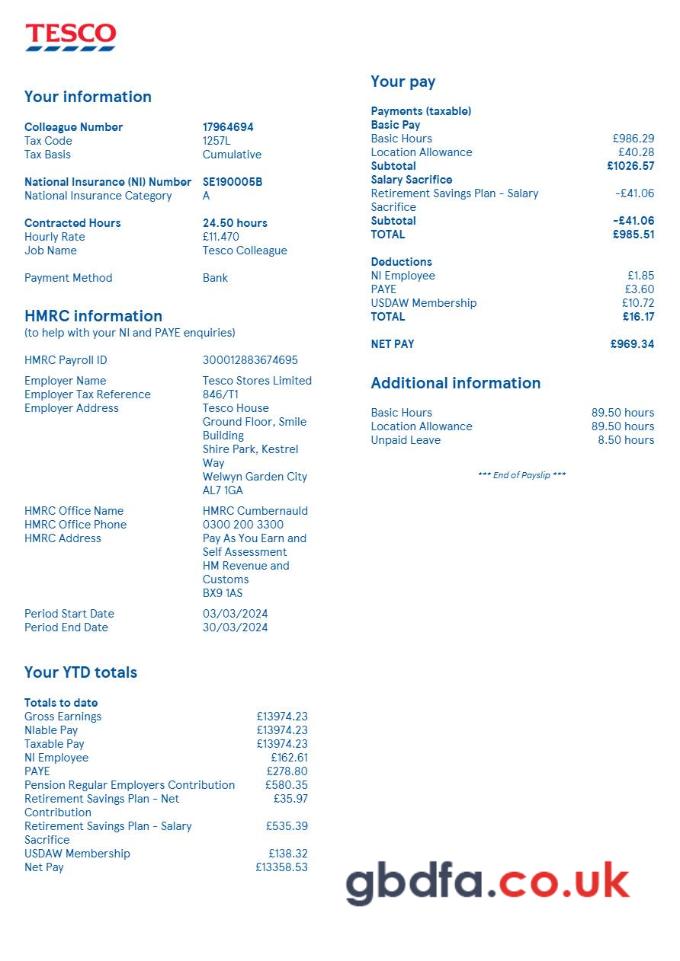 TESCO
Your information
Colleague Number 17964694
Tax Code 1257L
Tax Basis Cumulative
National Insurance (NI) Number SE190005B
National Insurance Category A
Contracted Hours 24.50 hours
Hourly Rate £11.470
Job Name Tesco Colleague
Payment Method Bank
HMRC information
(to help with your NI and PAYE enquiries)
HMRC Payroll ID 300012883674695
Employer Name Tesco Stores Limited
Employer Tax Reference 846/T1
Employer Address Tesco House
Ground Floor, Smile
Building
Shire Park, Kestrel
Way
Welwyn Garden City
AL7 1GA
HMRC Office Name HMRC Cumbernauld
HMRC Office Phone 0300 200 3300
HMRC Address Pay As You Earn and
Self Assessment
HM Revenue and
Customs
BX9 1AS
Period Start Date 03/03/2024
Period End Date 30/03/2024
Your YTD totals
Totals to date
Gross Earnings £13974.23
NIable Pay £13974.23
Taxable Pay £13974.23
NI Employee £162.61
PAYE £278.80
Pension Regular Employers Contribution £580.35
Retirement Savings Plan - Net £35.97
Contribution
Retirement Savings Plan - Salary £535.39
Sacrifice
USDAW Membership £138.32
Net Pay £13358.53
Your pay
Payments (taxable)
Basic Pay
Basic Hours £986.29
Location Allowance £40.28
Subtotal £1026.57
Salary Sacrifice
Retirement Savings Plan - Salary -£41.06
Sacrifice
Subtotal -£41.06
TOTAL £985.51
Deductions
NI Employee £1.85
PAYE £3.60
USDAW Membership £10.72
TOTAL £16.17
NET PAY £969.34
Additional information
Basic Hours 89.50 hours
Location Allowance 89.50 hours
Unpaid Leave 8.50 hours
*** End of Payslip ***
gbdfa.co.uk